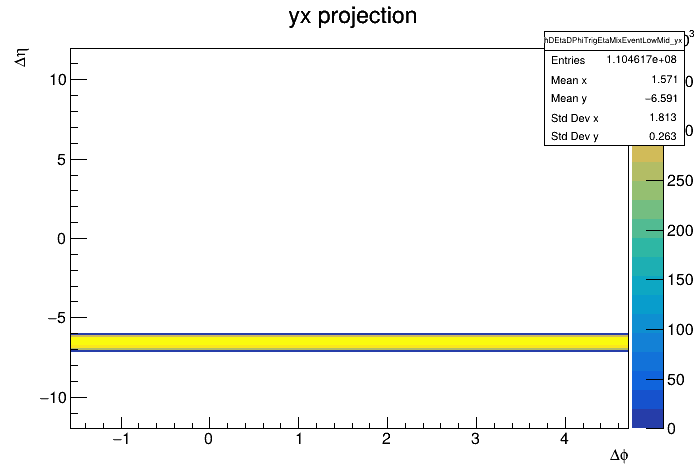 yx projection
hDEtaDPhiTrigEtaMixEventLowMid_yx
Entries 1.104617e+08
Mean x 1.571
Mean y −6.591
Std Dev x 1.813
Std Dev y 0.263
Δη
10
5
0
−5
−10
−1 0 1 2 3 4
Δϕ
250
200
150
100
50
0